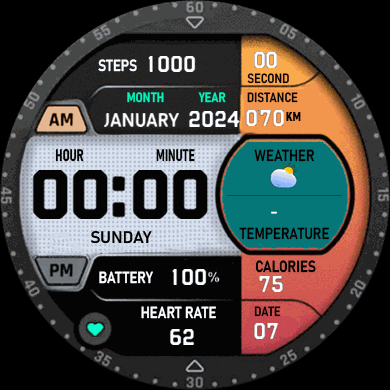 60
55
05
50
10
45
15
40
20
35
25
30
STEPS 1000
00
SECOND
MONTH YEAR
JANUARY 2024
DISTANCE
070 KM
AM
HOUR MINUTE
00:00
SUNDAY
WEATHER
-
TEMPERATURE
PM
BATTERY 100%
CALORIES
75
HEART RATE
62
DATE
07